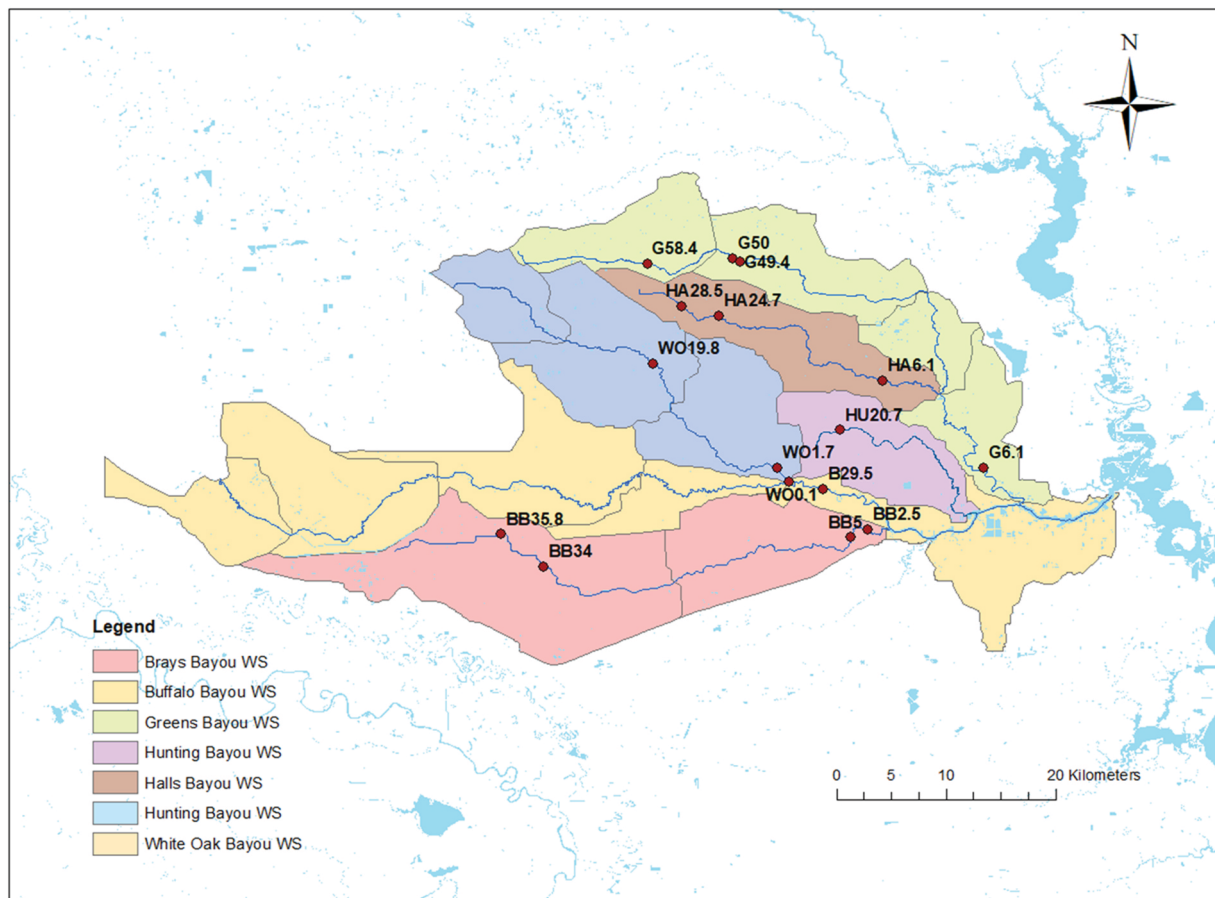 N
G58.4
G50
G49.4
HA28.5
HA24.7
WO19.8
HA6.1
HU20.7
WO1.7
G6.1
B29.5
WO0.1
BB2.5
BB5
BB35.8
BB34
Legend
Brays Bayou WS
Buffalo Bayou WS
Greens Bayou WS
Hunting Bayou WS
Halls Bayou WS
Hunting Bayou WS
White Oak Bayou WS
0 5 10 20 Kilometers